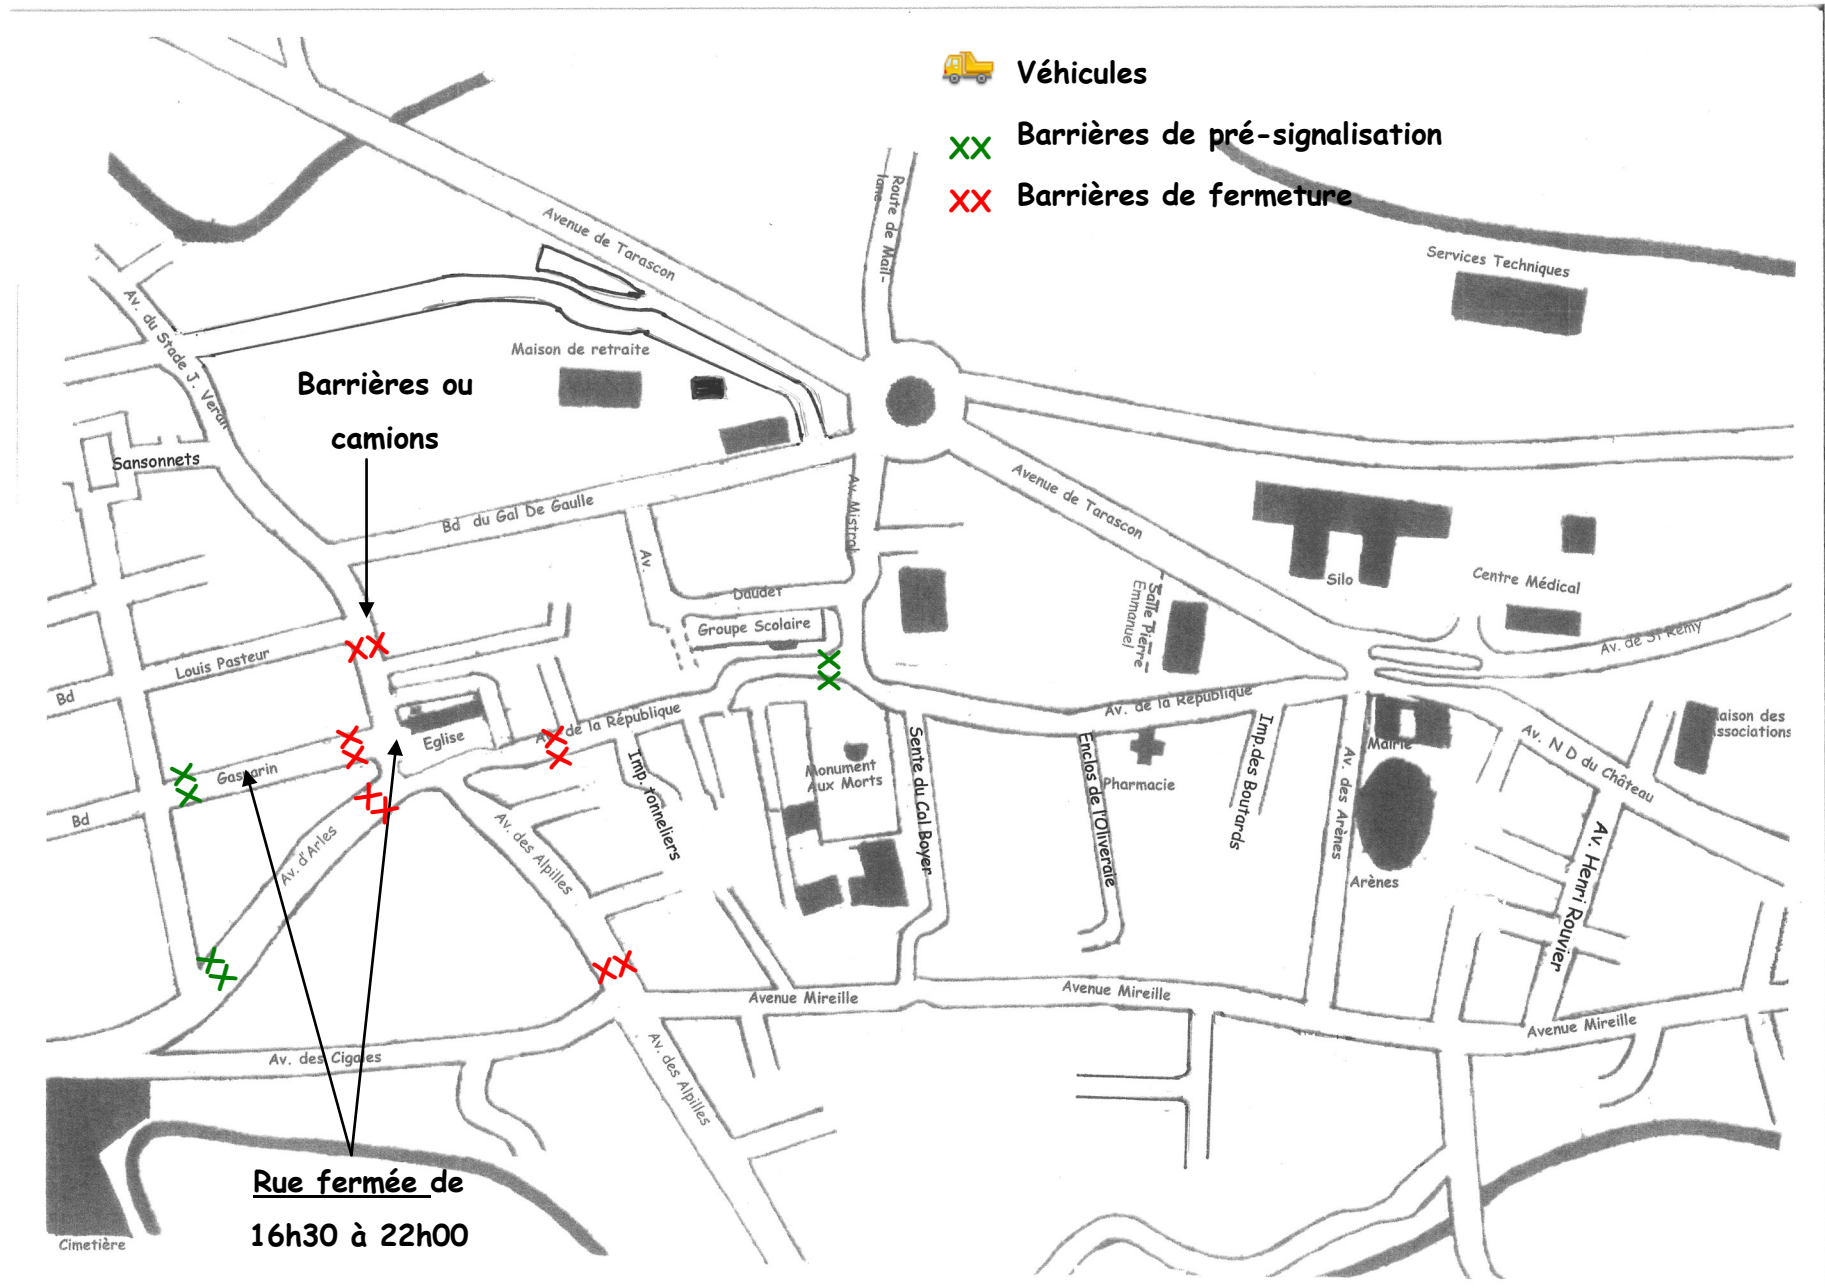 Véhicules
Barrières de pré-signalisation
Barrières de fermeture
Route de Mail-
lane
Avenue de Tarascon
Services Techniques
Av. du Stade J. Veran
Maison de retraite
Barrières ou
camions
Sansonnets
Bd du Gal De Gaulle
Av. Mistral
Avenue de Tarascon
Av.
Daudet
Groupe Scolaire
Salle Pierre
Emmanuel
Silo
Centre Médical
Av. de St Rémy
Louis Pasteur
Bd
Eglise
Av. de la République
Av. de la République
Gasparin
Bd
Imp. tonneliers
Monument
Aux Morts
Sente du Col Boyer
Enclos de l'Oliveraie
Pharmacie
Imp.des Boutards
Av. des Arènes
Mairie
Arènes
Av. N D du Château
Maison des
Associations
Av. Henri Rouvier
Av. d'Arles
Av. des Alpilles
Avenue Mireille
Avenue Mireille
Avenue Mireille
Av. des Cigales
Av. des Alpilles
Rue fermée de
16h30 à 22h00
Cimetière